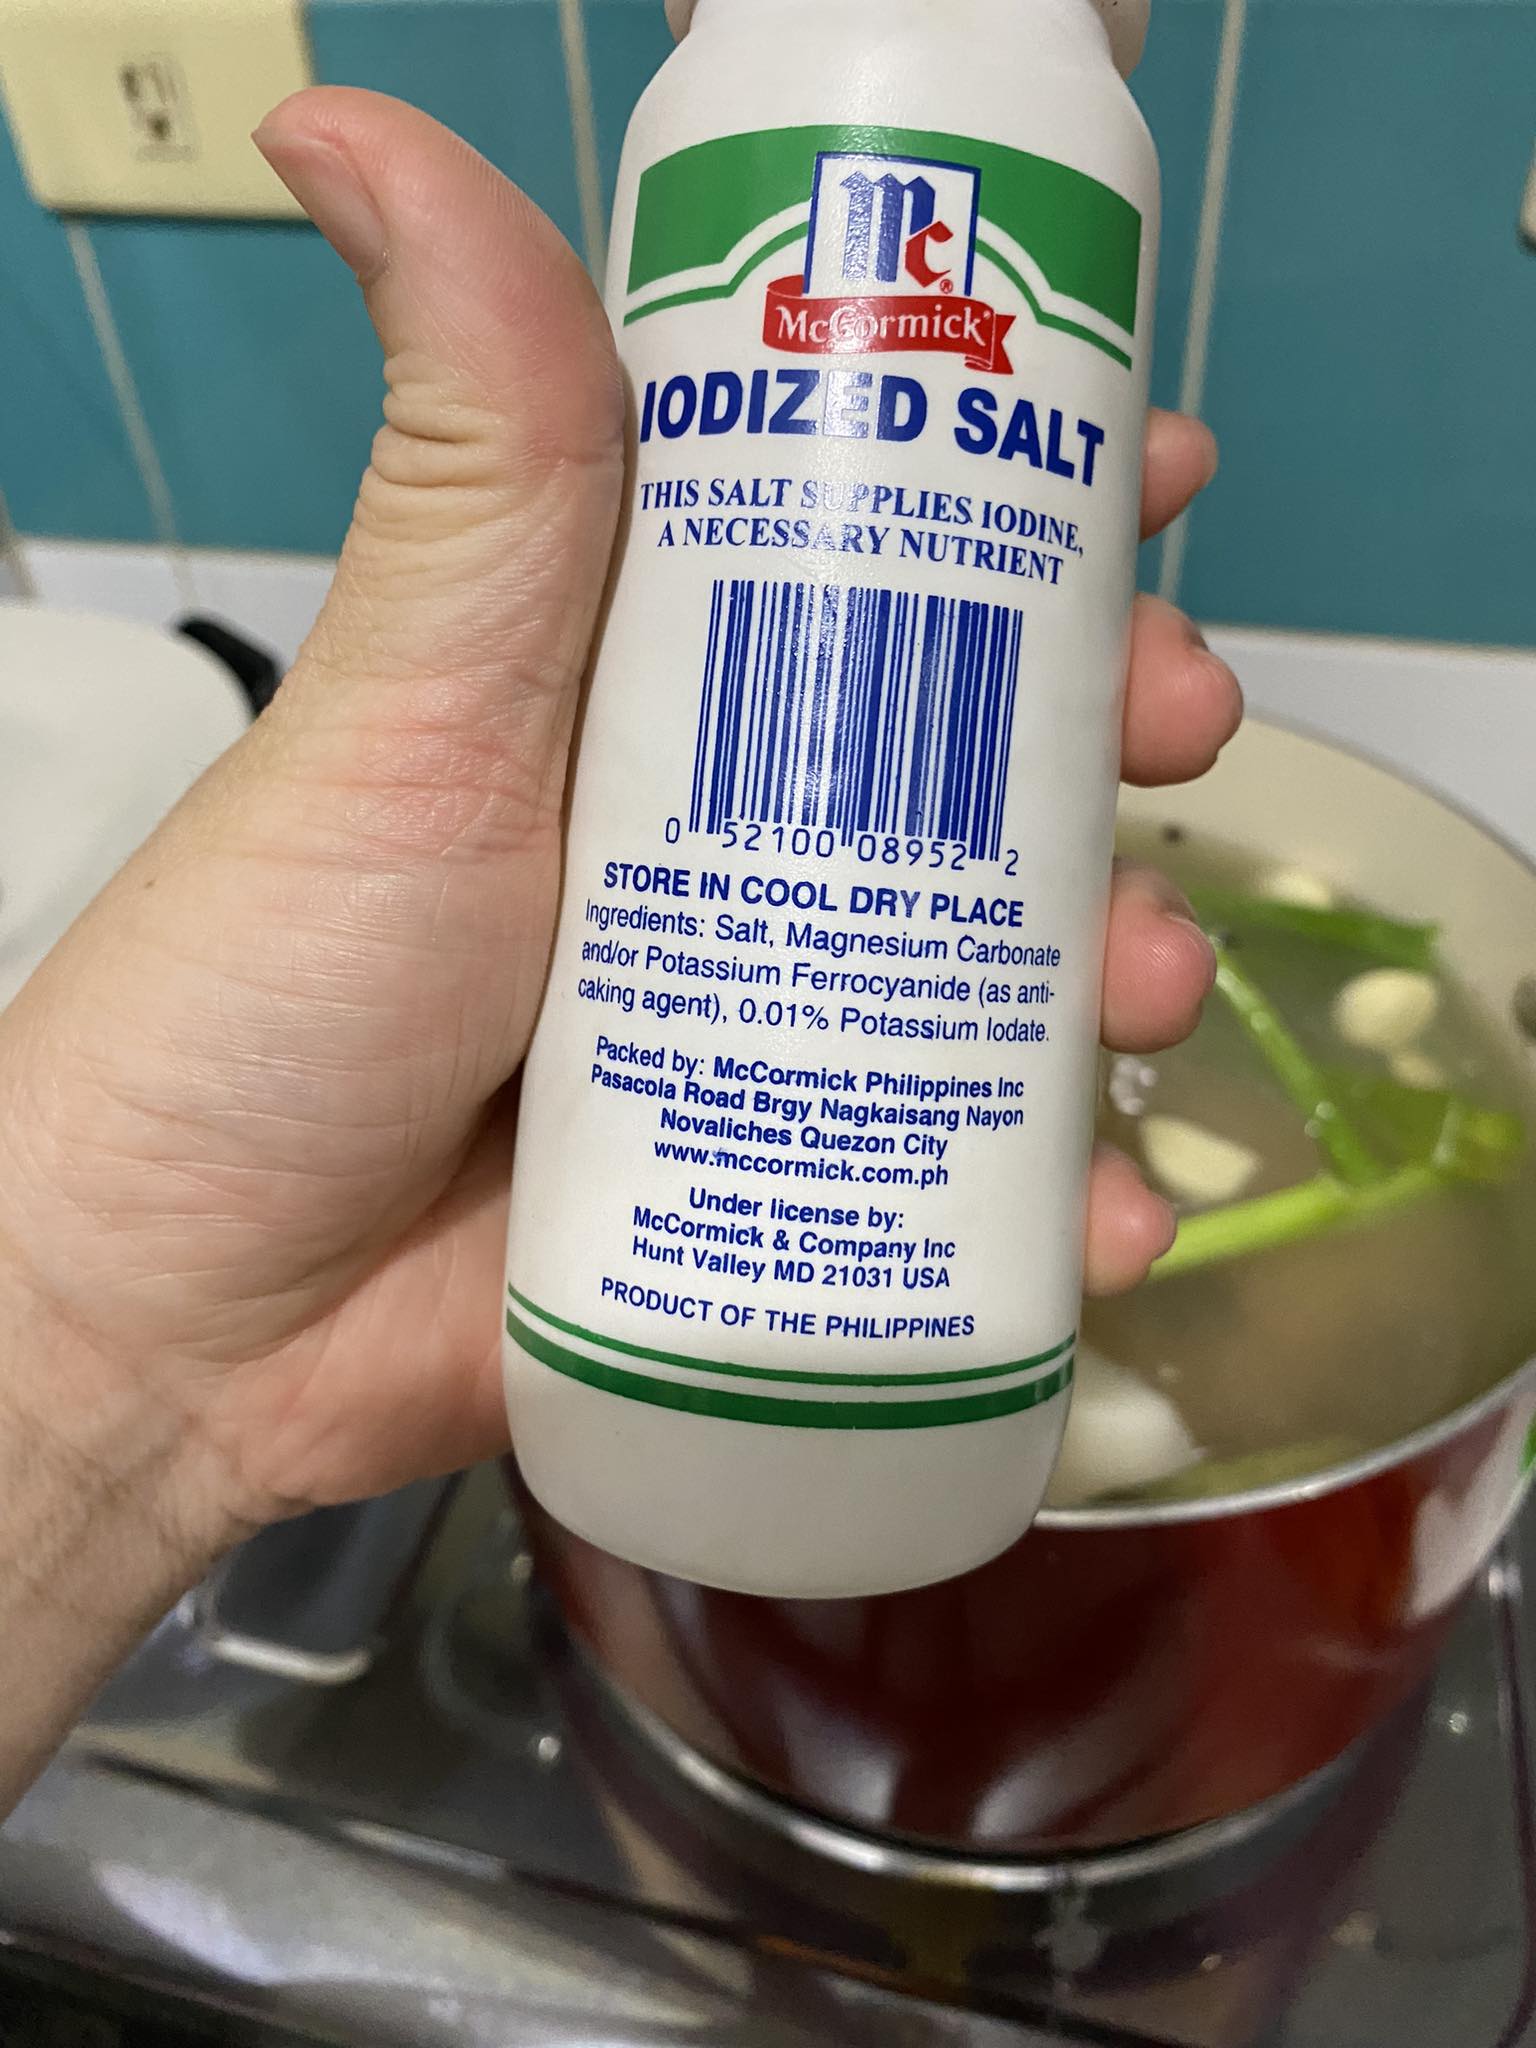 Mc®
McCormick®
IODIZED SALT
THIS SALT SUPPLIES IODINE,
A NECESSARY NUTRIENT
0 52100 08952 2
STORE IN COOL DRY PLACE
Ingredients: Salt, Magnesium Carbonate
and/or Potassium Ferrocyanide (as anti-
caking agent), 0.01% Potassium Iodate.
Packed by: McCormick Philippines Inc
Pasacola Road Brgy Nagkaisang Nayon
Novaliches Quezon City
www.mccormick.com.ph
Under license by:
McCormick & Company Inc
Hunt Valley MD 21031 USA
PRODUCT OF THE PHILIPPINES